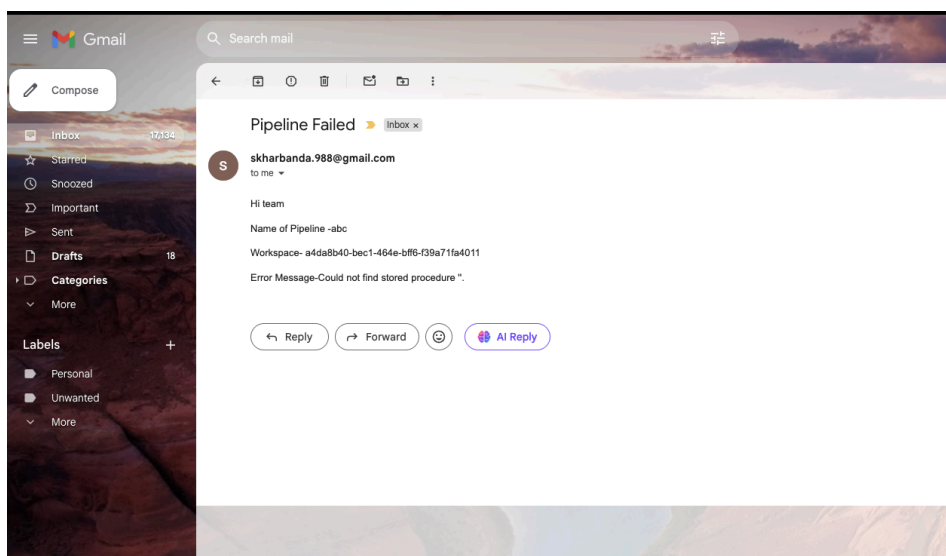 Gmail
Search mail
Compose
Inbox 17,134
Starred
Snoozed
Important
Sent
Drafts 18
Categories
More
Labels +
Personal
Unwanted
More
Pipeline Failed Inbox ×
S
skharbanda.988@gmail.com
to me
Hi team
Name of Pipeline -abc
Workspace- a4da8b40-bec1-464e-bff6-f39a71fa4011
Error Message-Could not find stored procedure ''.
Reply Forward AI Reply